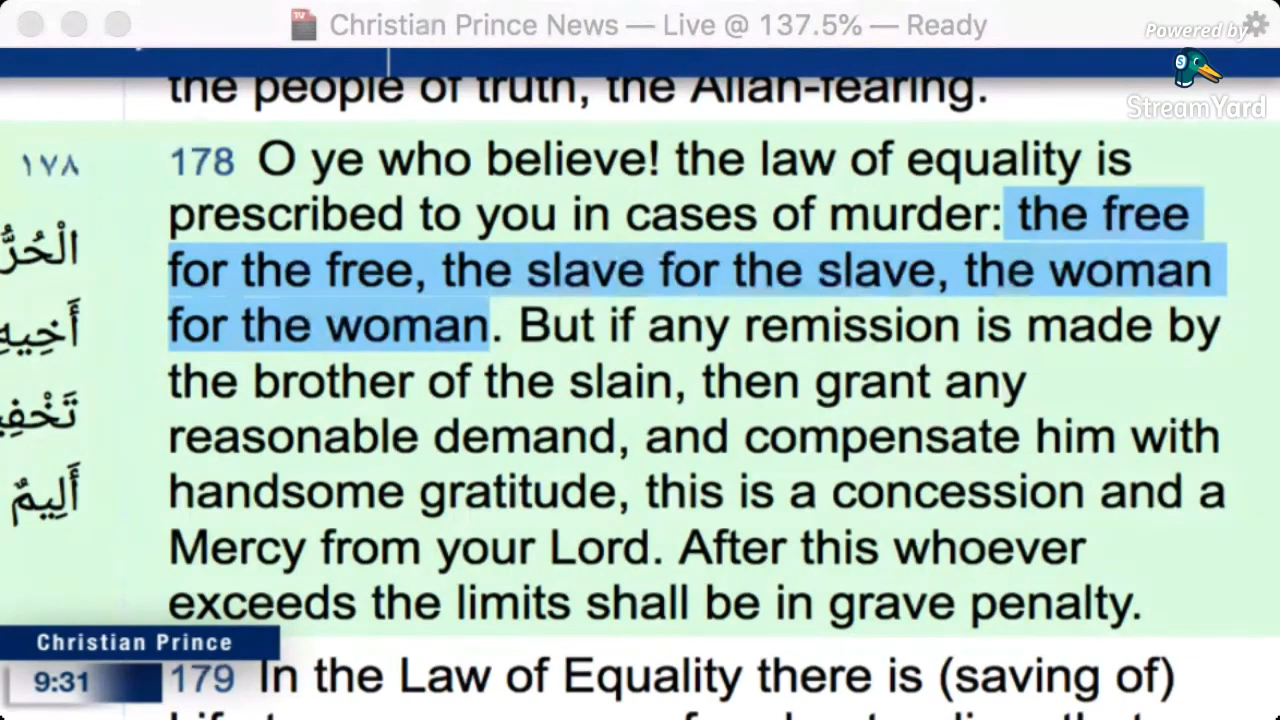 Christian Prince News — Live @ 137.5% — Ready
Powered by
StreamYard
the people of truth, the Allah-fearing.
١٧٨
178 O ye who believe! the law of equality is
prescribed to you in cases of murder: the free
for the free, the slave for the slave, the woman
for the woman. But if any remission is made by
the brother of the slain, then grant any
reasonable demand, and compensate him with
handsome gratitude, this is a concession and a
Mercy from your Lord. After this whoever
exceeds the limits shall be in grave penalty.
الْحُرُّ
أَخِيهِ
أَلِيمٌ
Christian Prince
9:31
179 In the Law of Equality there is (saving of)